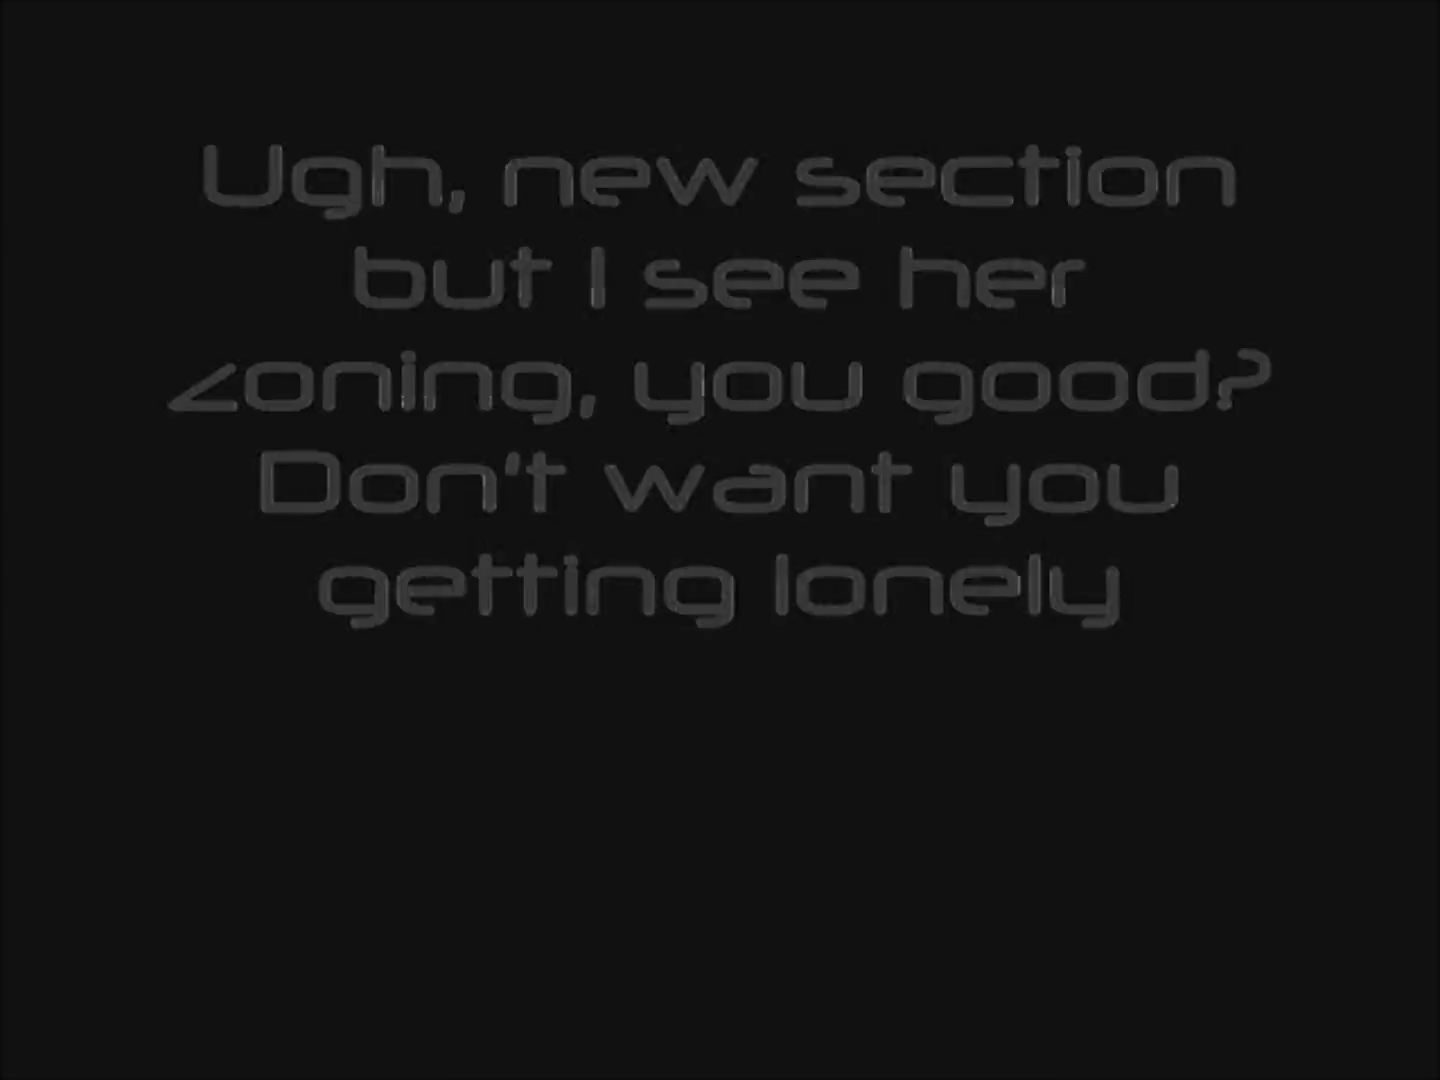 Ugh, new section
but I see her
zoning, you good?
Don't want you
getting lonely